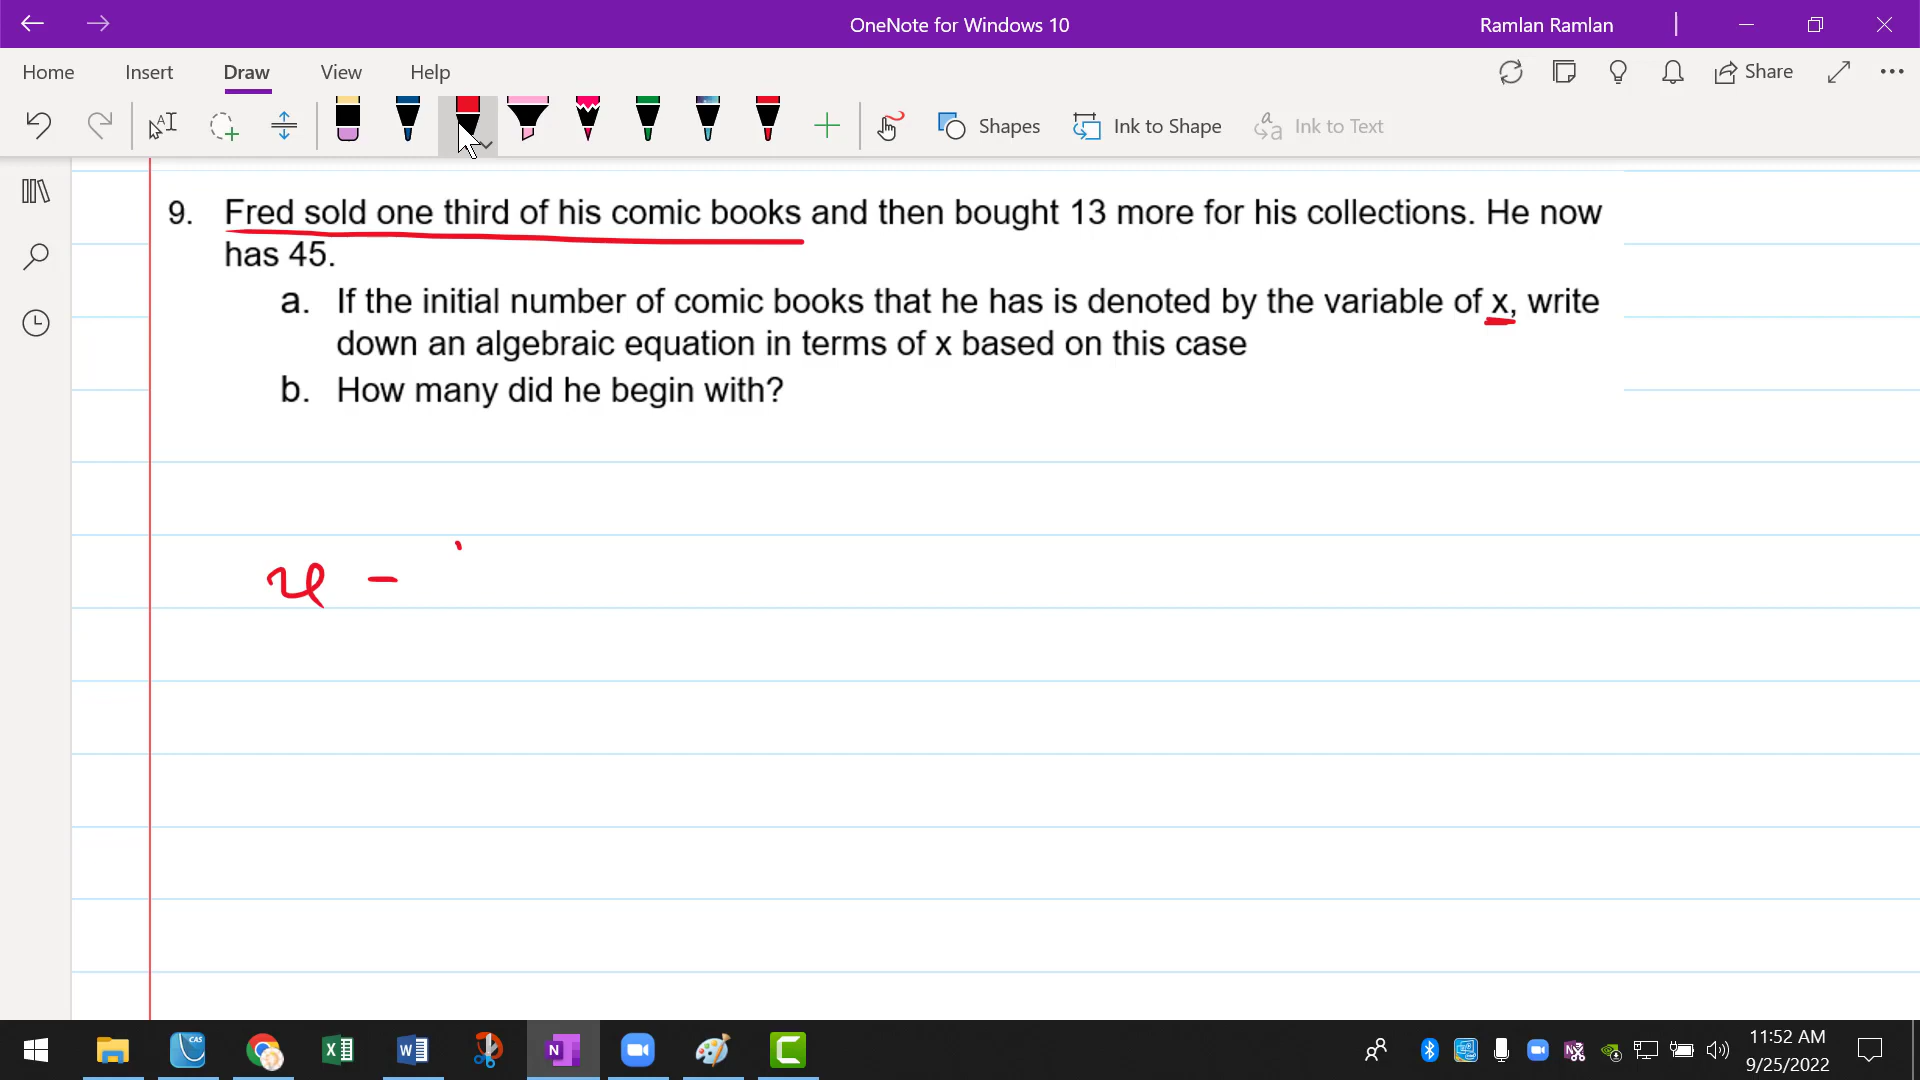 OneNote for Windows 10
Ramlan Ramlan
Home Insert Draw View Help
Share
Shapes Ink to Shape Ink to Text
9. Fred sold one third of his comic books and then bought 13 more for his collections. He now
has 45.
a. If the initial number of comic books that he has is denoted by the variable of x, write
down an algebraic equation in terms of x based on this case
b. How many did he begin with?
x -
11:52 AM
9/25/2022